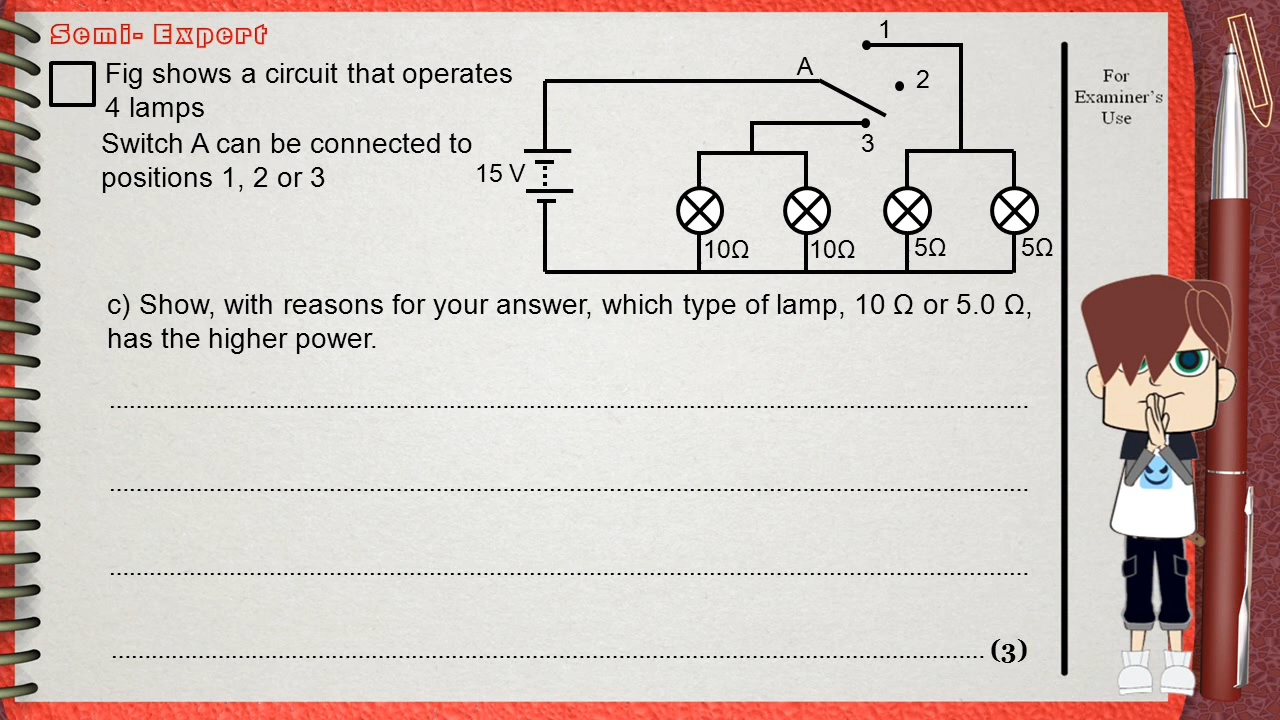 Semi- Expert
Fig shows a circuit that operates
4 lamps
Switch A can be connected to
positions 1, 2 or 3
1
A
2
3
15 V
10Ω
10Ω
5Ω
5Ω
For
Examiner's
Use
c) Show, with reasons for your answer, which type of lamp, 10 Ω or 5.0 Ω,
has the higher power.
(3)